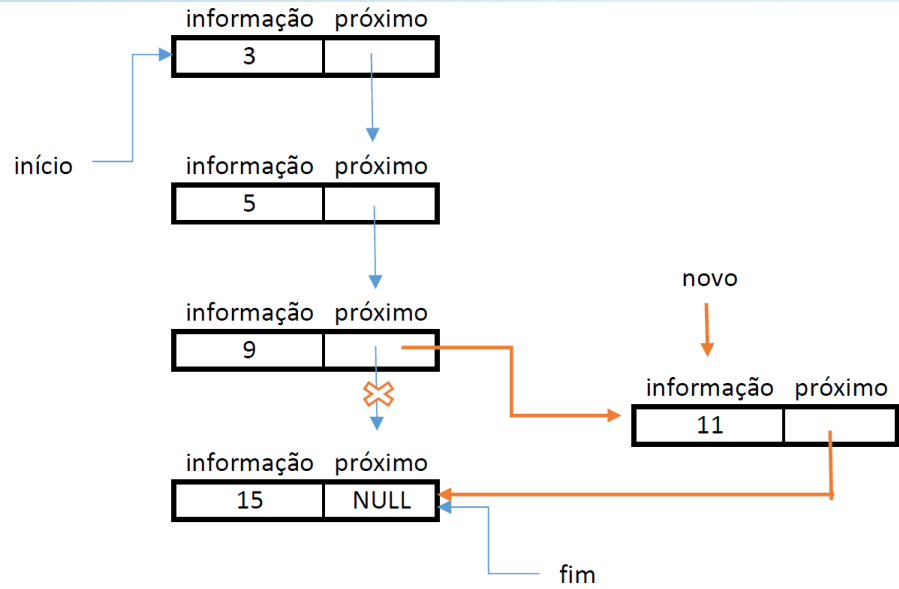 informação próximo
3
início
informação próximo
5
novo
informação próximo
9
informação próximo
11
informação próximo
15 NULL
fim